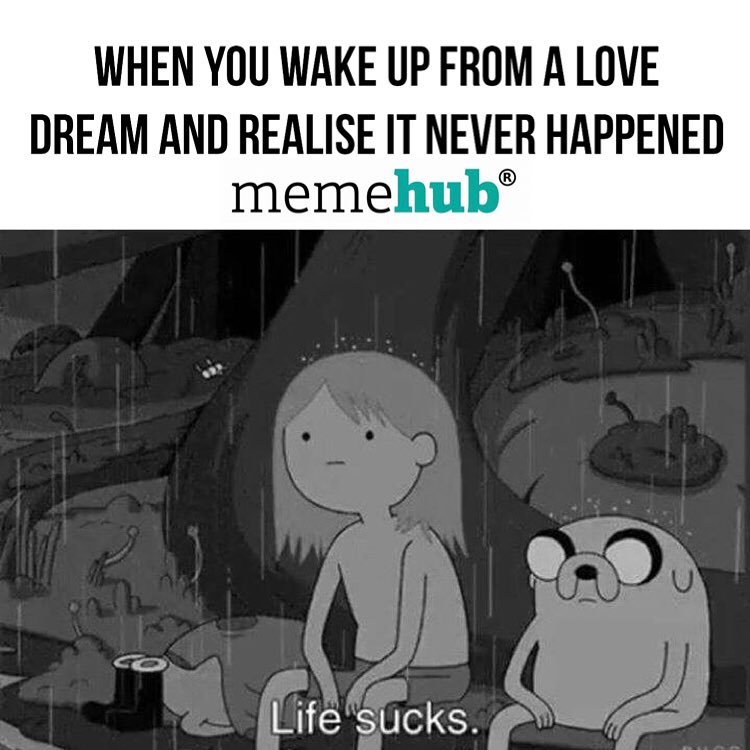 WHEN YOU WAKE UP FROM A LOVE
DREAM AND REALISE IT NEVER HAPPENED
memehub®
Life sucks.